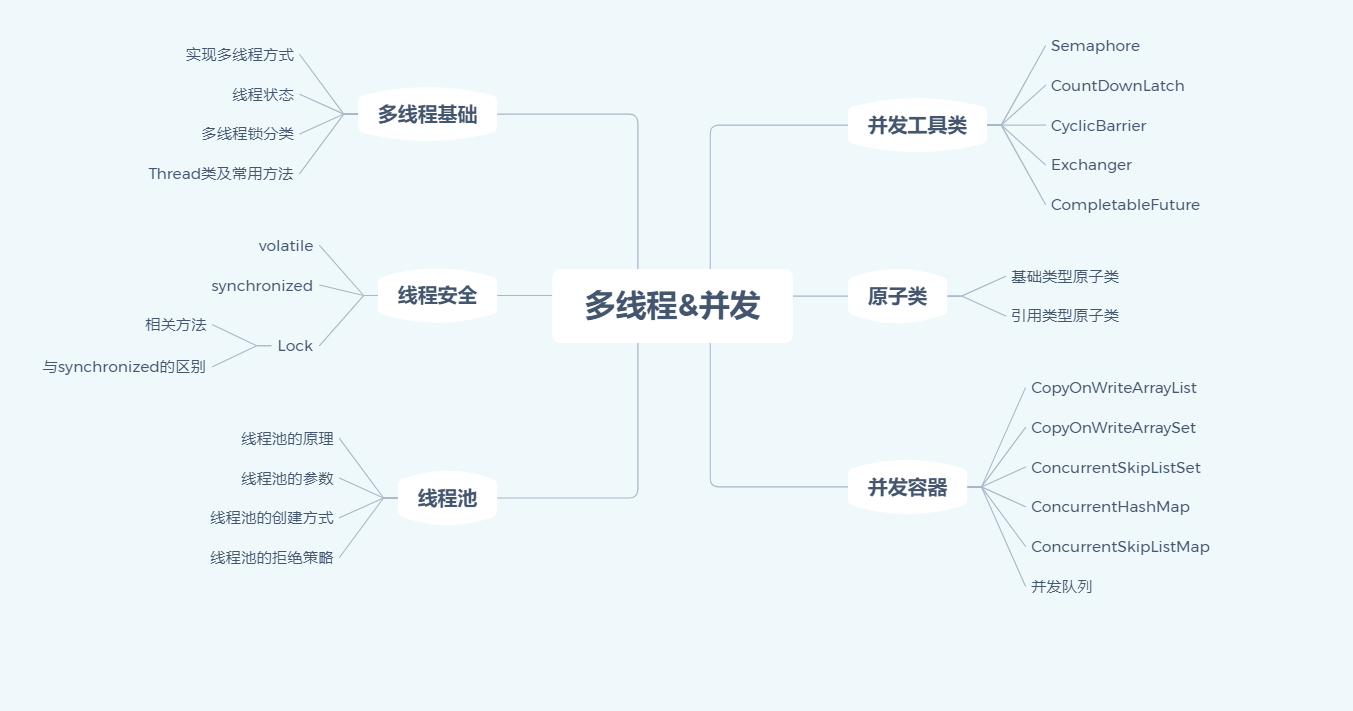 多线程&并发
多线程基础
实现多线程方式
线程状态
多线程锁分类
Thread类及常用方法
线程安全
volatile
synchronized
Lock
相关方法
与synchronized的区别
线程池
线程池的原理
线程池的参数
线程池的创建方式
线程池的拒绝策略
并发工具类
Semaphore
CountDownLatch
CyclicBarrier
Exchanger
CompletableFuture
原子类
基础类型原子类
引用类型原子类
并发容器
CopyOnWriteArrayList
CopyOnWriteArraySet
ConcurrentSkipListSet
ConcurrentHashMap
ConcurrentSkipListMap
并发队列